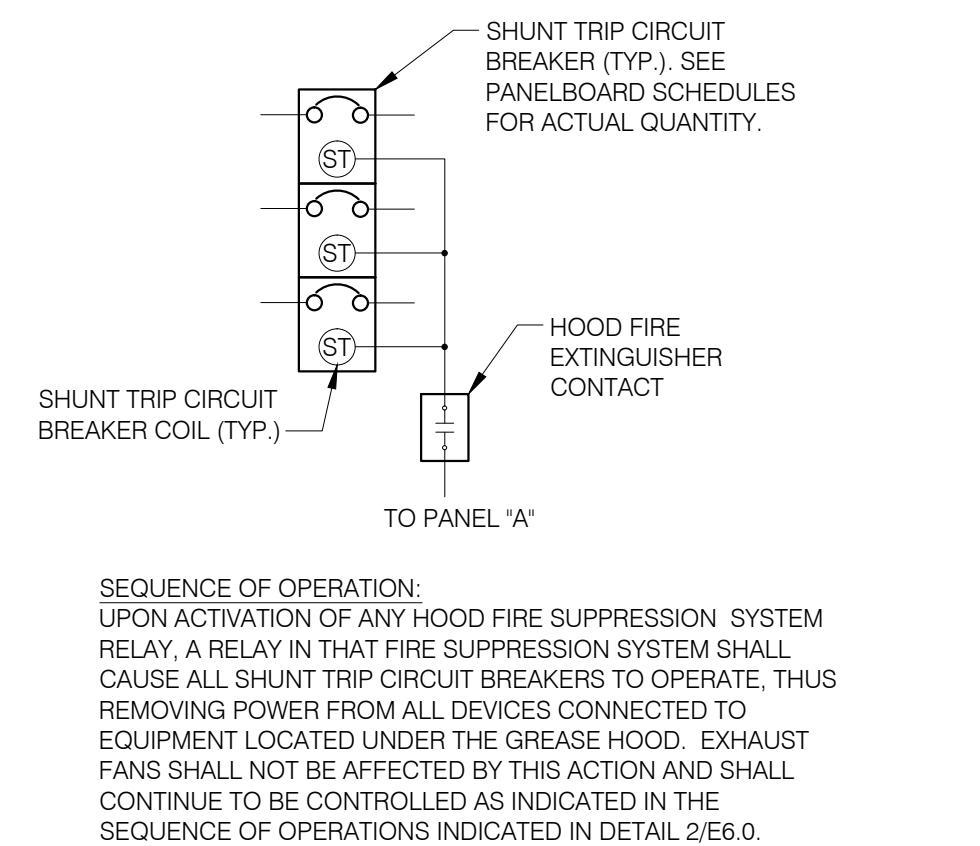 SHUNT TRIP CIRCUIT
BREAKER (TYP.). SEE
PANELBOARD SCHEDULES
FOR ACTUAL QUANTITY.
ST
ST
ST
HOOD FIRE
EXTINGUISHER
CONTACT
SHUNT TRIP CIRCUIT
BREAKER COIL (TYP.)
TO PANEL "A"
SEQUENCE OF OPERATION:
UPON ACTIVATION OF ANY HOOD FIRE SUPPRESSION SYSTEM
RELAY, A RELAY IN THAT FIRE SUPPRESSION SYSTEM SHALL
CAUSE ALL SHUNT TRIP CIRCUIT BREAKERS TO OPERATE, THUS
REMOVING POWER FROM ALL DEVICES CONNECTED TO
EQUIPMENT LOCATED UNDER THE GREASE HOOD. EXHAUST
FANS SHALL NOT BE AFFECTED BY THIS ACTION AND SHALL
CONTINUE TO BE CONTROLLED AS INDICATED IN THE
SEQUENCE OF OPERATIONS INDICATED IN DETAIL 2/E6.0.